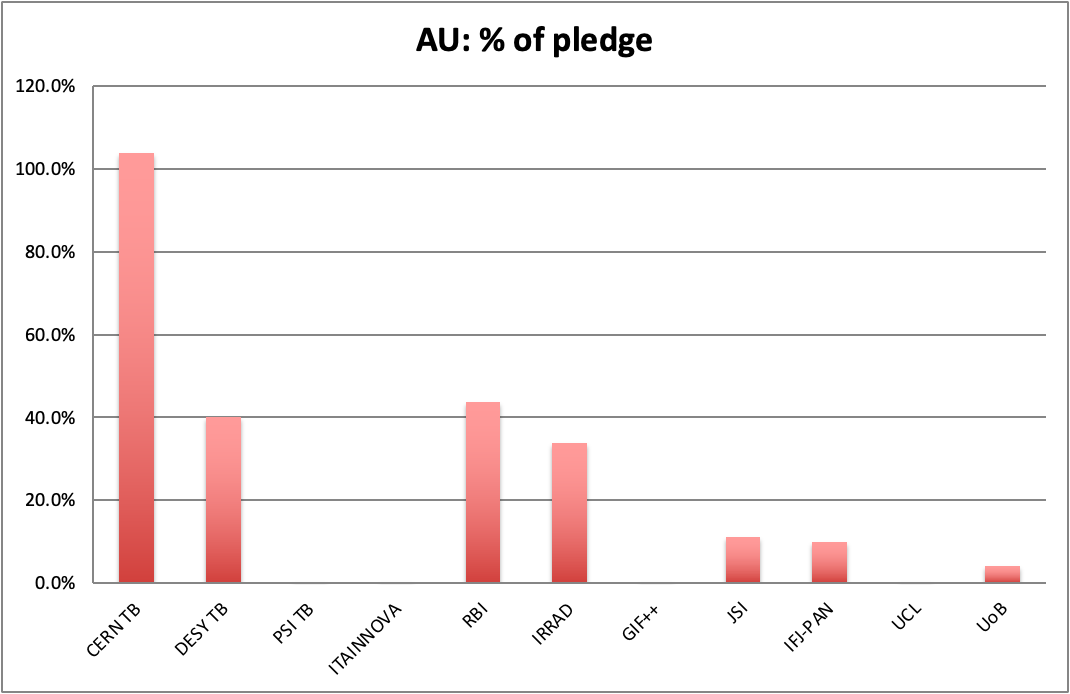 AU: % of pledge
120.0%
100.0%
80.0%
60.0%
40.0%
20.0%
0.0%
CERN TB
DESY TB
PSI TB
ITAINNOVA
RBI
IRRAD
GIF++
JSI
IFJ-PAN
UCL
UoB